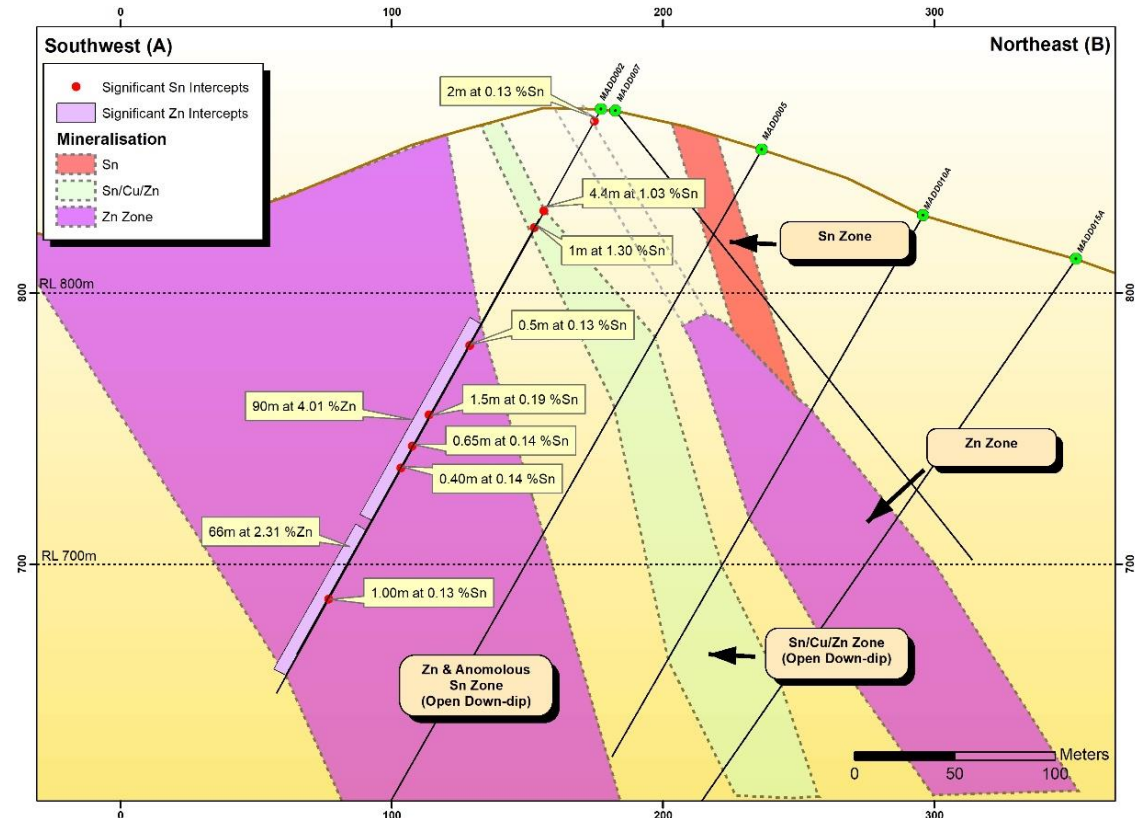 0
100
200
300
Southwest (A)
Northeast (B)
Significant Sn Intercepts
Significant Zn Intercepts
Mineralisation
Sn
Sn/Cu/Zn
Zn Zone
2m at 0.13 %Sn
MADD002
MADD007
MADD005
MADD010A
MADD015A
4.4m at 1.03 %Sn
1m at 1.30 %Sn
Sn Zone
RL 800m
800
800
0.5m at 0.13 %Sn
90m at 4.01 %Zn
1.5m at 0.19 %Sn
0.65m at 0.14 %Sn
0.40m at 0.14 %Sn
Zn Zone
66m at 2.31 %Zn
RL 700m
700
700
1.00m at 0.13 %Sn
Zn & Anomolous
Sn Zone
(Open Down-dip)
Sn/Cu/Zn Zone
(Open Down-dip)
Meters
0
50
100
0
100
200
300